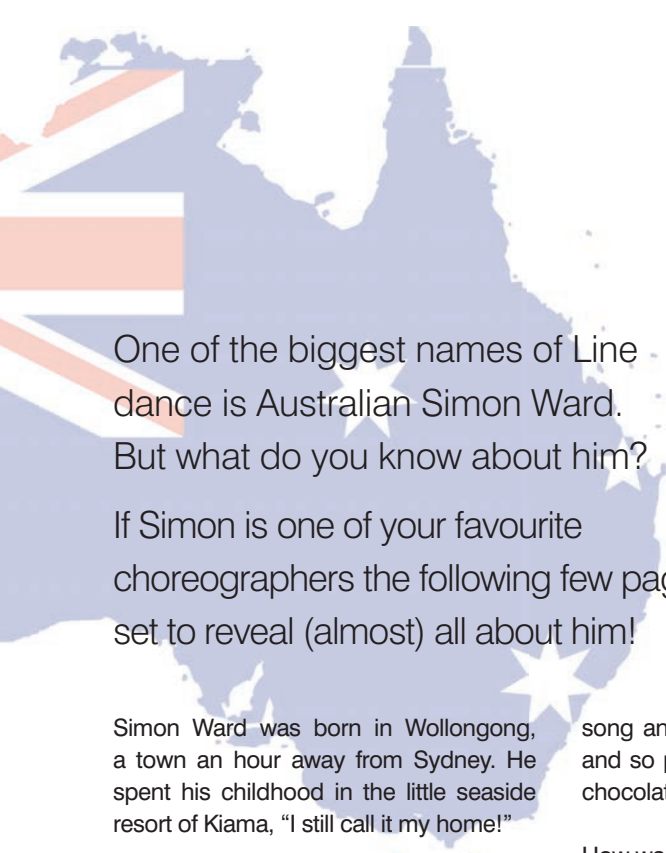 One of the biggest names of Line
dance is Australian Simon Ward.
But what do you know about him?
If Simon is one of your favourite
choreographers the following few
set to reveal (almost) all about him!
Simon Ward was born in Wollongong,
a town an hour away from Sydney. He
spent his childhood in the little seaside
resort of Kiama, “I still call it my home!”
song
and so